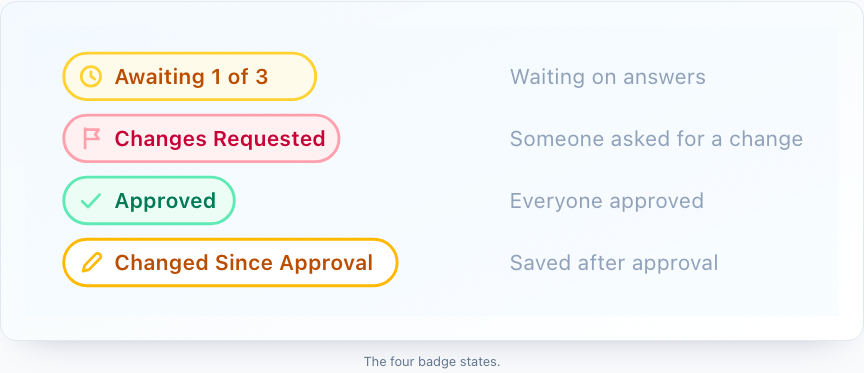 Awaiting 1 of 3
Waiting on answers
Changes Requested
Someone asked for a change
Approved
Everyone approved
Changed Since Approval
Saved after approval
The four badge states.